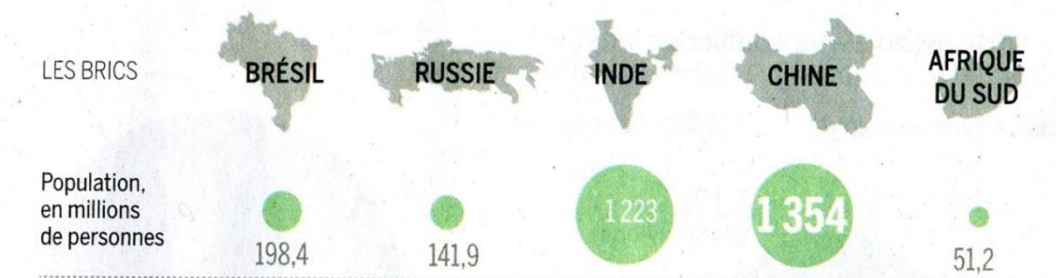 LES BRICS
BRÉSIL
RUSSIE
INDE
CHINE
AFRIQUE
DU SUD
Population,
en millions
de personnes
198,4
141,9
1 223
1 354
51,2